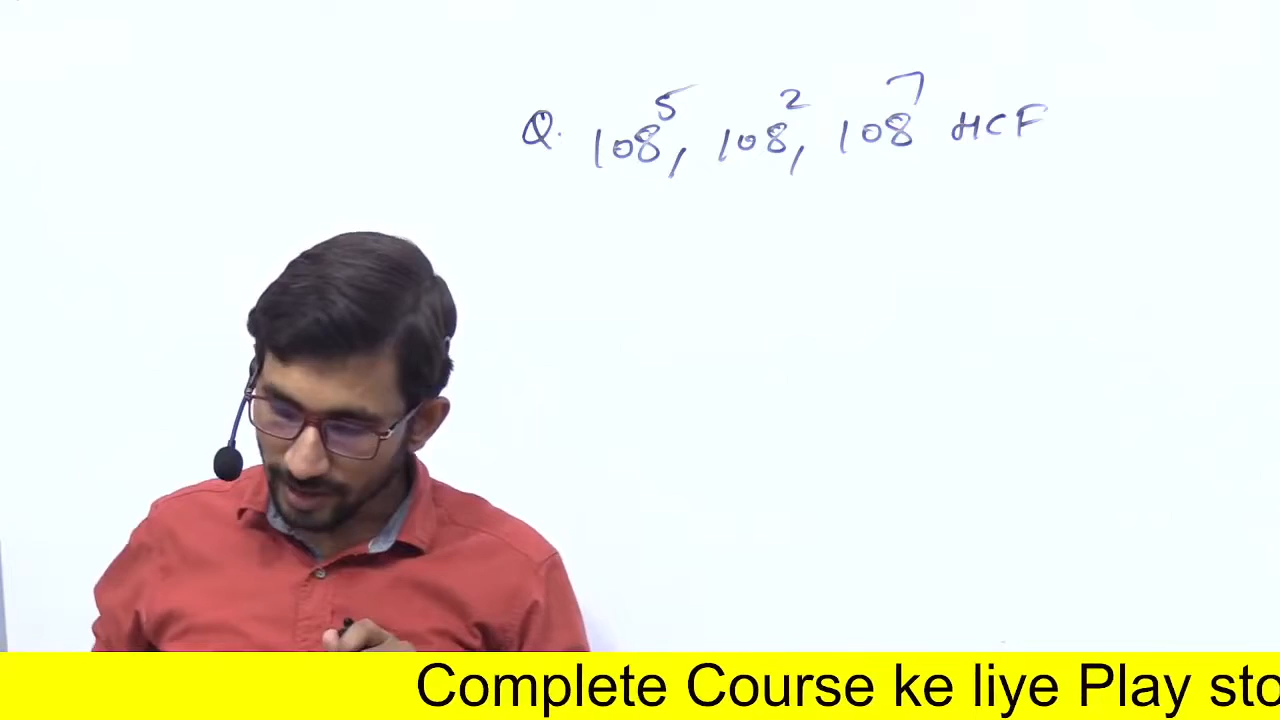 Q. 108⁵, 108², 108⁷ HCF
Complete Course ke liye Play sto